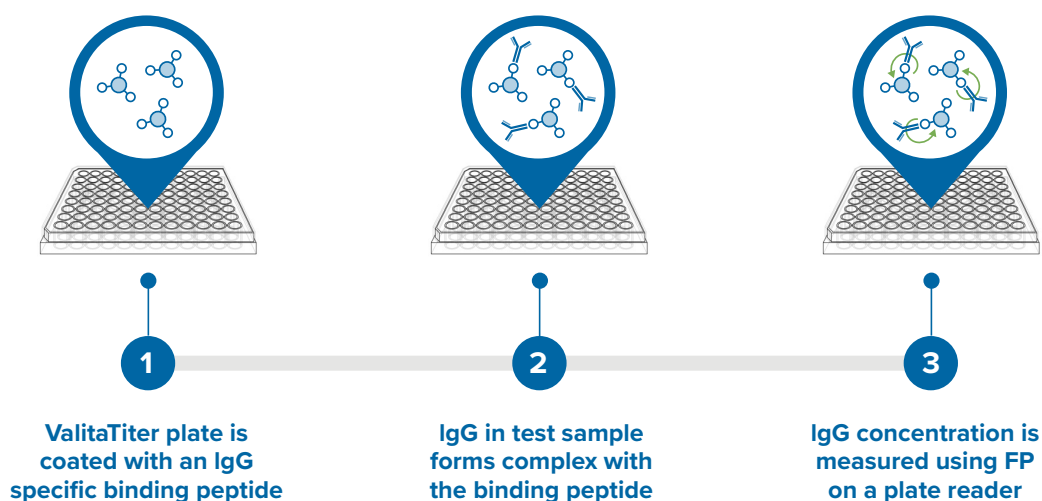 1
ValitaTiter plate is
coated with an IgG
specific binding peptide
2
IgG in test sample
forms complex with
the binding peptide
3
IgG concentration is
measured using FP
on a plate reader